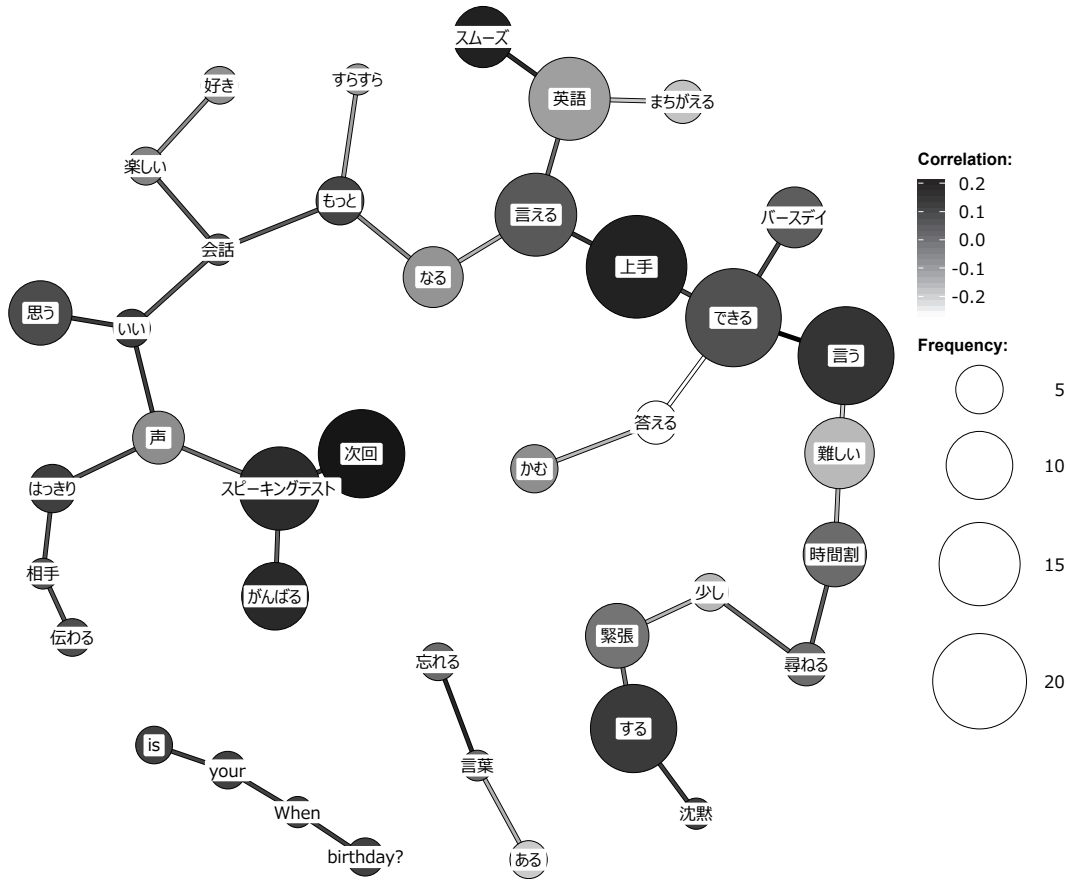 スムーズ
好き
すらすら
英語
まちがえる
楽しい
もっと
言える
バースデイ
会話
なる
上手
思う
いい
できる
言う
声
答える
次回
難しい
はっきり
スピーキングテスト
かむ
相手
がんばる
時間割
伝わる
少し
緊張
忘れる
尋ねる
する
is
your
言葉
When
沈黙
birthday?
ある
Correlation:
0.2
0.1
0.0
-0.1
-0.2
Frequency:
5
10
15
20